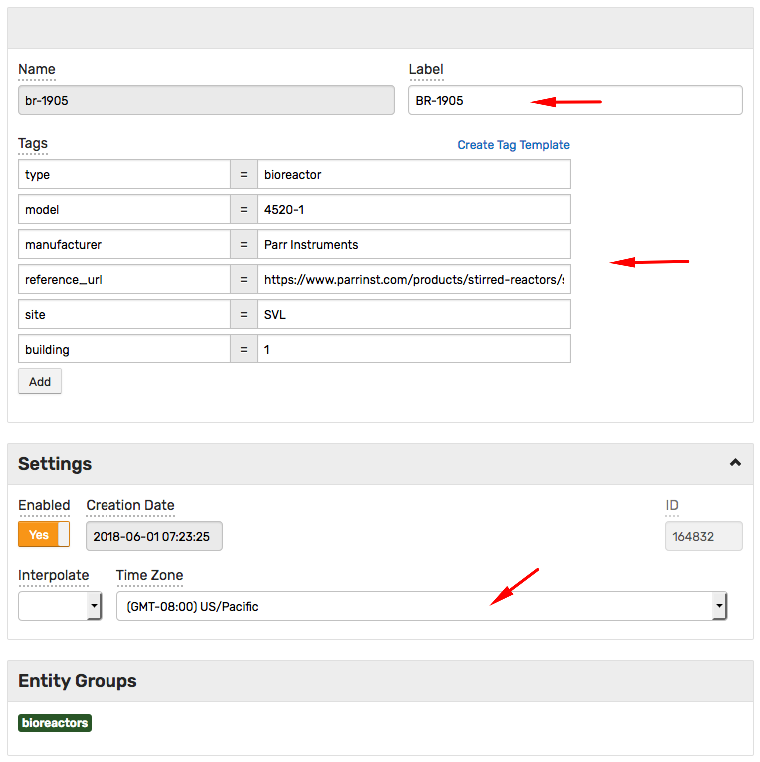 Name Label
br-1905 BR-1905
Tags Create Tag Template
type = bioreactor
model = 4520-1
manufacturer = Parr Instruments
reference_url = https://www.parrinst.com/products/stirred-reactors/s
site = SVL
building = 1
Add
Settings
Enabled Creation Date ID
Yes 2018-06-01 07:23:25 164832
Interpolate Time Zone
(GMT-08:00) US/Pacific
Entity Groups
bioreactors